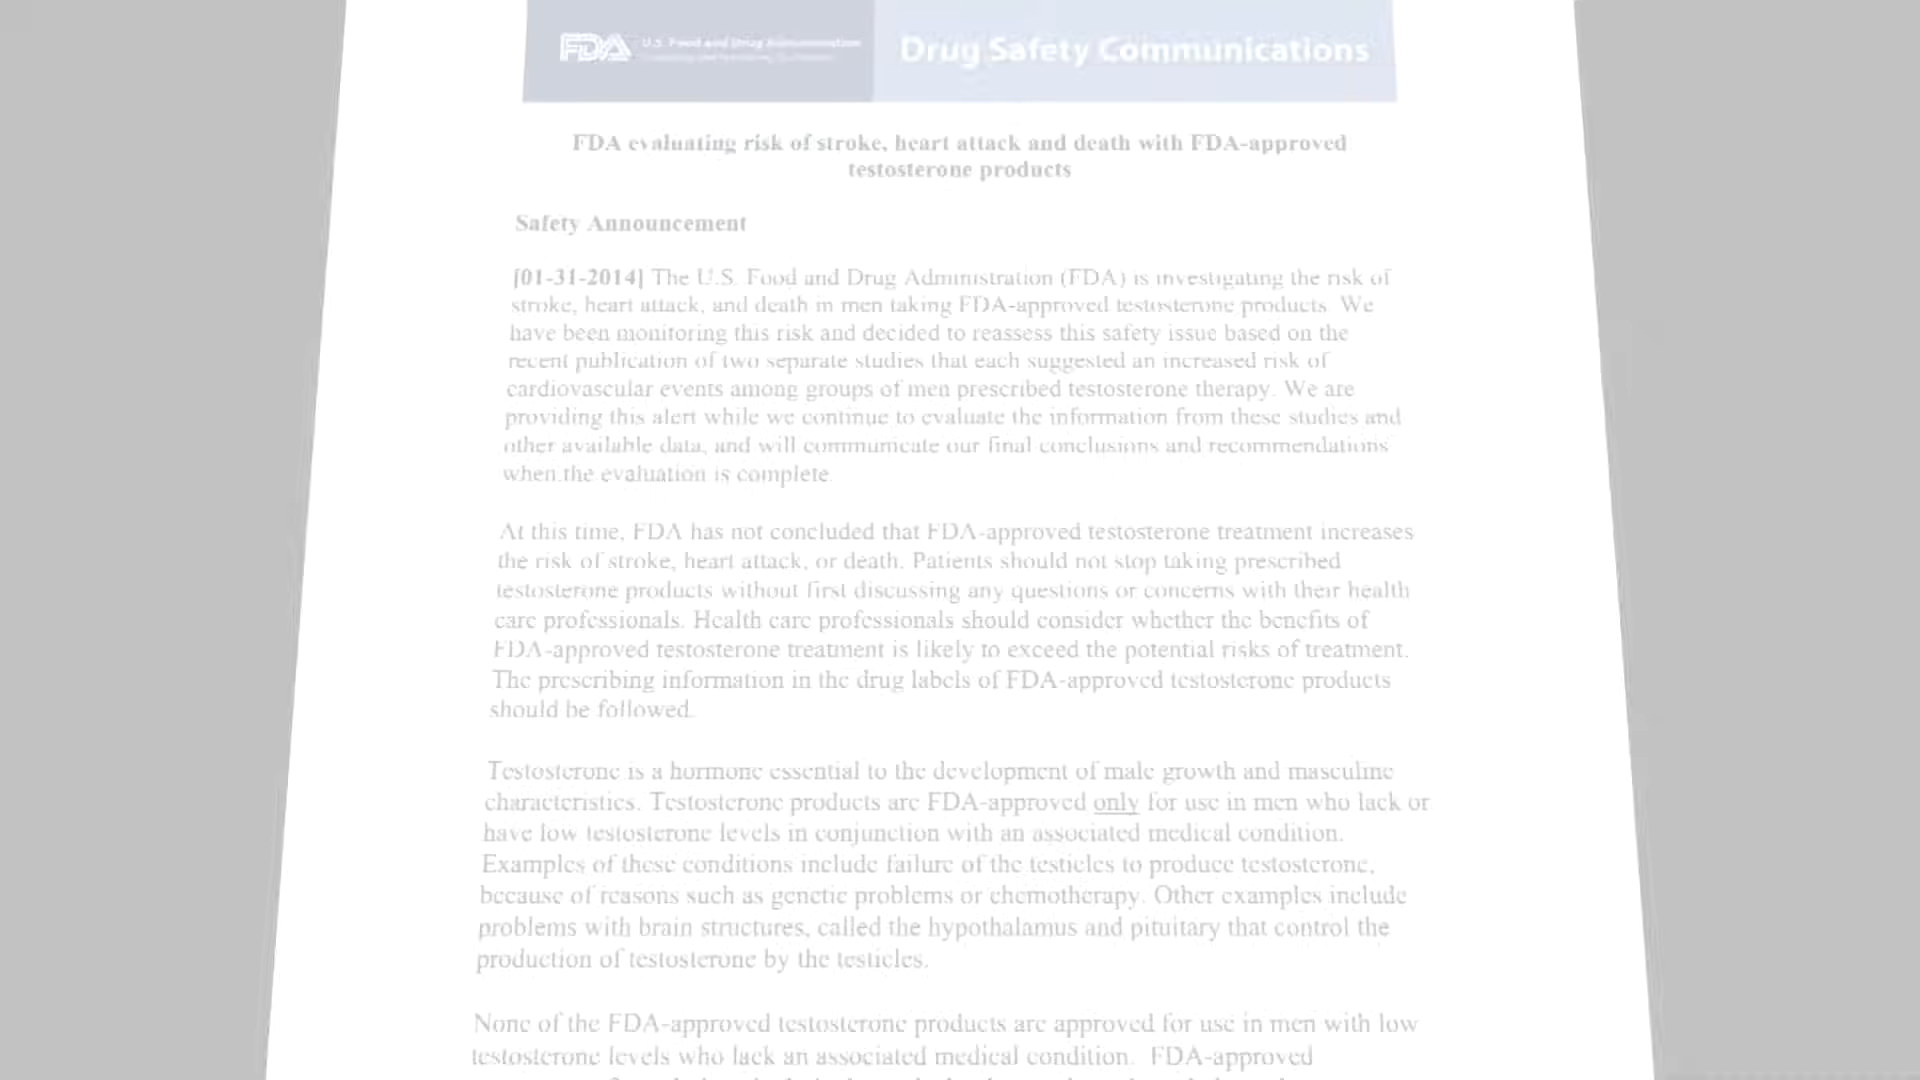 FDA U.S. Food and Drug Administration
Drug Safety Communications
FDA evaluating risk of stroke, heart attack and death with FDA-approved
testosterone products
Safety Announcement
[01-31-2014] The U.S. Food and Drug Administration (FDA) is investigating the risk of
stroke, heart attack, and death in men taking FDA-approved testosterone products. We
have been monitoring this risk and decided to reassess this safety issue based on the
recent publication of two separate studies that each suggested an increased risk of
cardiovascular events among groups of men prescribed testosterone therapy. We are
providing this alert while we continue to evaluate the information from these studies and
other available data, and will communicate our final conclusions and recommendations
when the evaluation is complete.
At this time, FDA has not concluded that FDA-approved testosterone treatment increases
the risk of stroke, heart attack, or death. Patients should not stop taking prescribed
testosterone products without first discussing any questions or concerns with their health
care professionals. Health care professionals should consider whether the benefits of
FDA-approved testosterone treatment is likely to exceed the potential risks of treatment.
The prescribing information in the drug labels of FDA-approved testosterone products
should be followed.
Testosterone is a hormone essential to the development of male growth and masculine
characteristics. Testosterone products are FDA-approved only for use in men who lack or
have low testosterone levels in conjunction with an associated medical condition.
Examples of these conditions include failure of the testicles to produce testosterone,
because of reasons such as genetic problems or chemotherapy. Other examples include
problems with brain structures, called the hypothalamus and pituitary that control the
production of testosterone by the testicles.
None of the FDA-approved testosterone products are approved for use in men with low
testosterone levels who lack an associated medical condition. FDA-approved